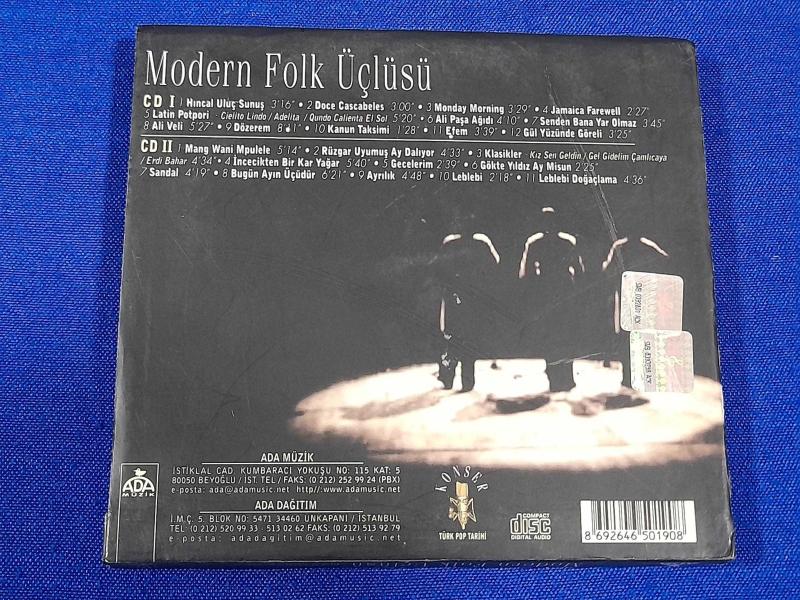 Modern Folk Üçlüsü
CD I 1 Hıncal Uluç Sunuş 3'16" • 2 Doce Cascabeles 3'00" • 3 Monday Morning 3'29" • 4 Jamaica Farewell 2'27"
5 Latin Potpori - Cielito Lindo / Adelita / Qundo Calienta El Sol 5'20" • 6 Ali Paşa Ağıdı 4'10" • 7 Senden Bana Yar Olmaz 3'45"
8 Ali Veli 5'27" • 9 Dözerem 8'11" • 10 Kanun Taksimi 1'28" • 11 Efem 3'39" • 12 Gül Yüzünde Göreli 3'25"
CD II 1 Mang Wani Mpulele 5'14" • 2 Rüzgar Uyumuş Ay Dalıyor 4'33" • 3 Klasikler - Kız Sen Geldin / Gel Gidelim Çamlıcaya
/ Erdi Bahar 4'34" • 4 İncecikten Bir Kar Yağar 5'40" • 5 Gecelerim 2'39" • 6 Gökte Yıldız Ay Misun 2'25"
7 Sandal 4'19" • 8 Bugün Ayın Üçüdür 6'21" • 9 Ayrılık 4'48" • 10 Leblebi 2'18" • 11 Leblebi Doğaçlama 4'36"
ADA MÜZİK
İSTİKLAL CAD. KUMBARACI YOKUŞU NO: 115 KAT: 5
80050 BEYOĞLU / İST. TEL / FAKS: (0 212) 252 99 24 (PBX)
e-posta: ada@adamusic.net http//:www.adamusic.net
ADA DAĞITIM
İ.M.Ç. 5. BLOK NO: 5471 34460 UNKAPANI / İSTANBUL
TEL: (0 212) 520 99 33 - 513 02 62 FAKS: (0 212) 513 92 79
e-posta: adadagitim@adamusic.net
ADA
MÜZİK
KONSER
TÜRK POP TARİHİ
COMPACT
disc
DIGITAL AUDIO
8 692646 501908